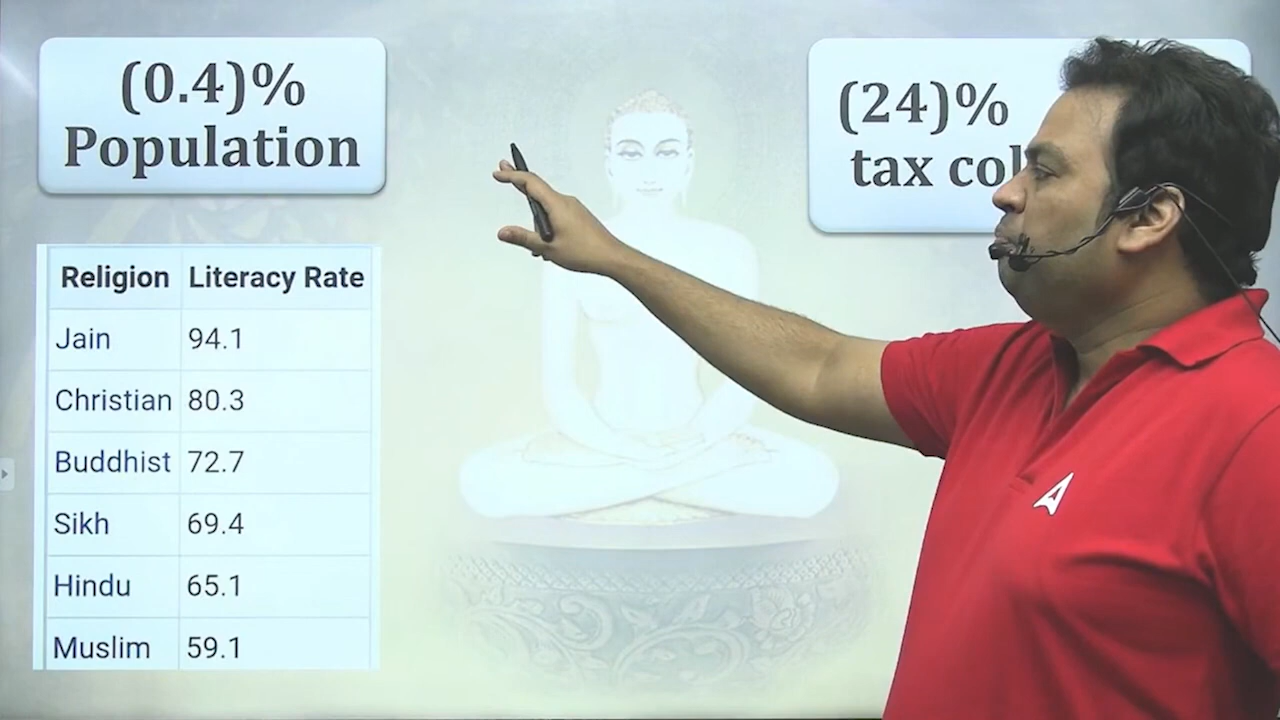 (0.4)%
Population
(24)%
tax
Religion Literacy Rate
Jain 94.1
Christian 80.3
Buddhist 72.7
Sikh 69.4
Hindu 65.1
Muslim 59.1